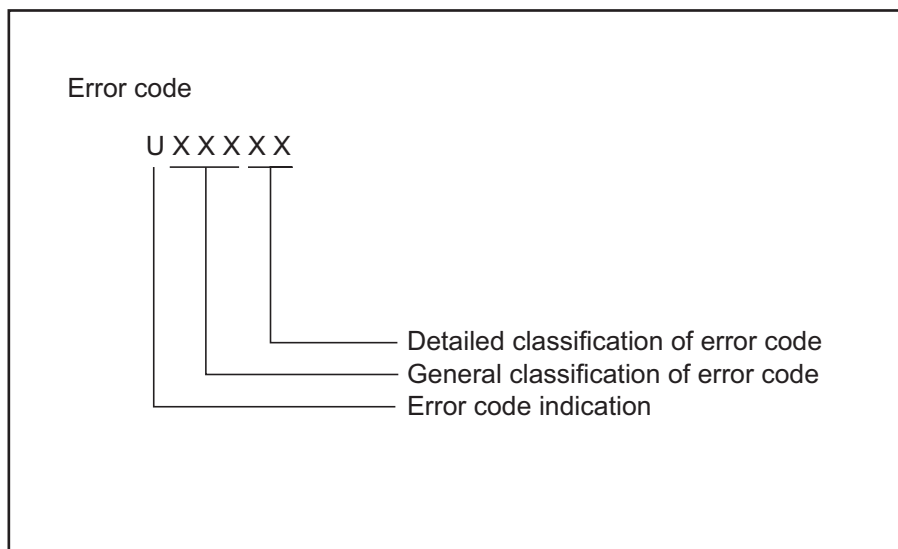 Error code
U X X X X X
Detailed classification of error code
General classification of error code
Error code indication